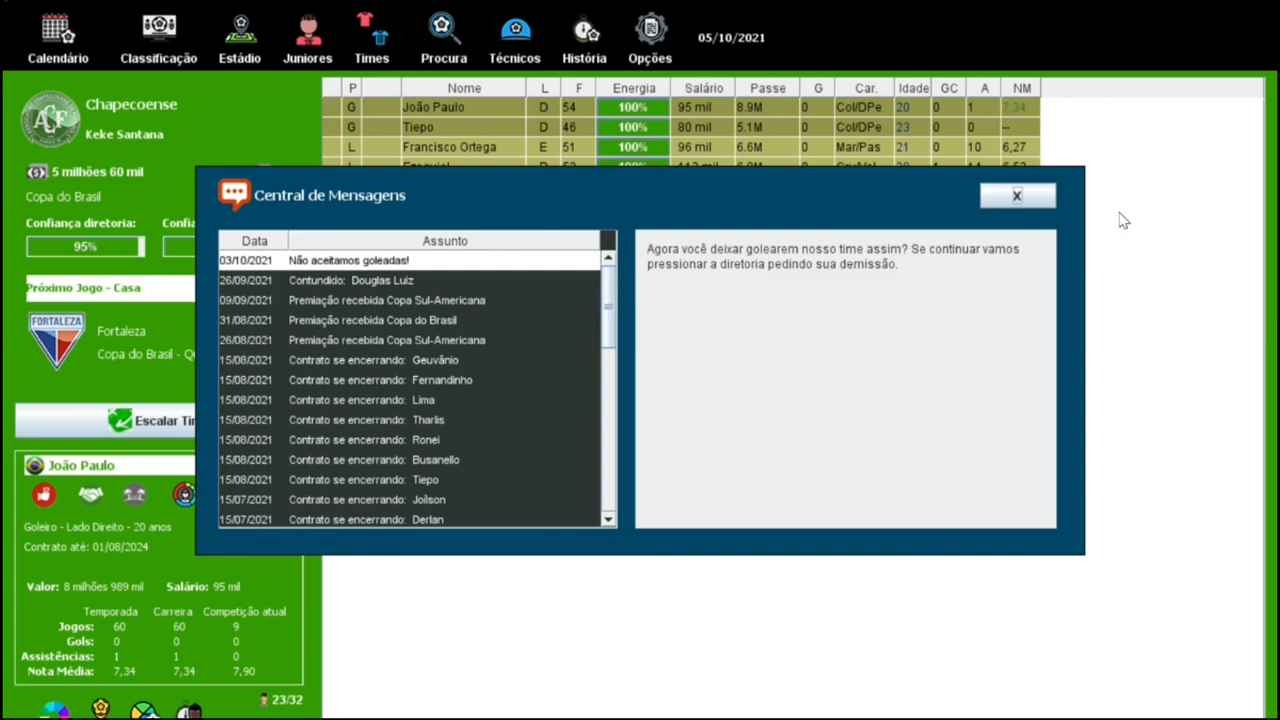 Calendário
Classificação
Estádio
Juniores
Times
Procura
Técnicos
História
Opções
05/10/2021
Chapecoense
Keke Santana
5 milhões 60 mil
Copa do Brasil
Confiança diretoria:
Confia
95%
Próximo Jogo - Casa
FORTALEZA
Fortaleza
Copa do Brasil - Qu
Escalar Tim
João Paulo
Goleiro - Lado Direito - 20 anos
Contrato até: 01/08/2024
Valor: 8 milhões 989 mil Salário: 95 mil
Temporada Carreira Competição atual
Jogos: 60 60 9
Gols: 0 0 0
Assistências: 1 1 0
Nota Média: 7,34 7,34 7,90
23/32
P Nome L F Energia Salário Passe G Car. Idade GC A NM
G João Paulo D 54 100% 95 mil 8.9M 0 Col/DPe 20 0 1 7,34
G Tiepo D 46 100% 80 mil 5.1M 0 Col/DPe 23 0 0 --
L Francisco Ortega E 51 100% 96 mil 6.6M 0 Mar/Pas 21 0 10 6,27
Central de Mensagens
X
Data Assunto
03/10/2021 Não aceitamos goleadas!
26/09/2021 Contundido: Douglas Luiz
09/09/2021 Premiação recebida Copa Sul-Americana
31/08/2021 Premiação recebida Copa do Brasil
26/08/2021 Premiação recebida Copa Sul-Americana
15/08/2021 Contrato se encerrando: Geuvânio
15/08/2021 Contrato se encerrando: Fernandinho
15/08/2021 Contrato se encerrando: Lima
15/08/2021 Contrato se encerrando: Tharlis
15/08/2021 Contrato se encerrando: Ronei
15/08/2021 Contrato se encerrando: Busanello
15/08/2021 Contrato se encerrando: Tiepo
15/07/2021 Contrato se encerrando: Joilson
15/07/2021 Contrato se encerrando: Derlan
Agora você deixar golearem nosso time assim? Se continuar vamos
pressionar a diretoria pedindo sua demissão.